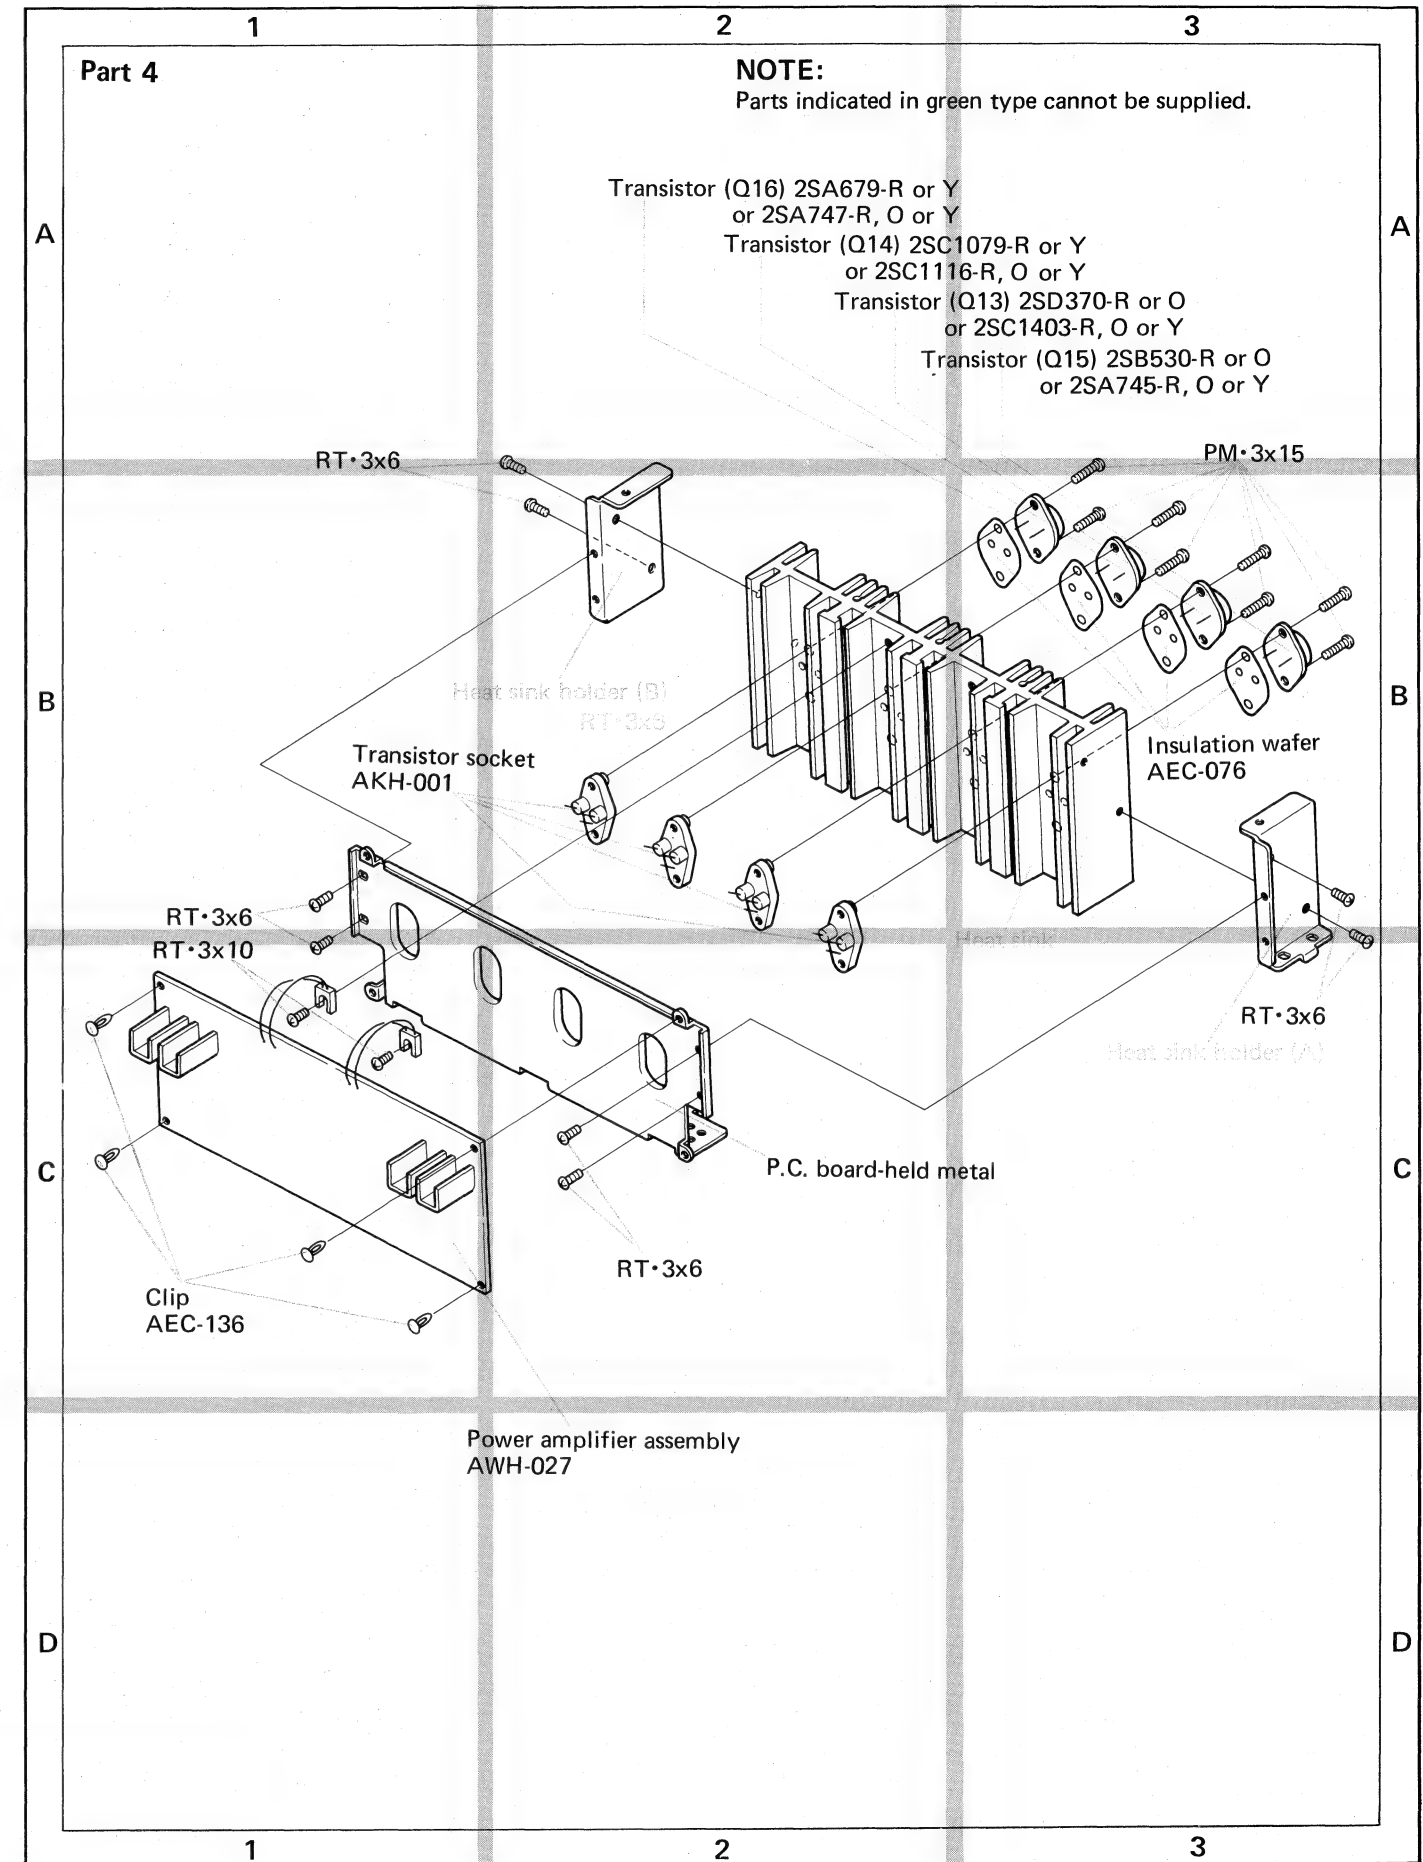 1 2 3
Part 4
NOTE:
Parts indicated in green type cannot be supplied.
Transistor (Q16) 2SA679-R or Y
or 2SA747-R, O or Y
A A
Transistor (Q14) 2SC1079-R or Y
or 2SC1116-R, O or Y
Transistor (Q13) 2SD370-R or O
or 2SC1403-R, O or Y
Transistor (Q15) 2SB530-R or O
or 2SA745-R, O or Y
RT•3x6
PM•3x15
Heat sink holder (B)
B B
Transistor socket
AKH-001
Insulation wafer
AEC-076
RT•3x6
RT•3x10
Heat sink
RT•3x6
Heat sink holder (A)
P.C. board-held metal
C C
RT•3x6
Clip
AEC-136
Power amplifier assembly
AWH-027
D D
1 2 3